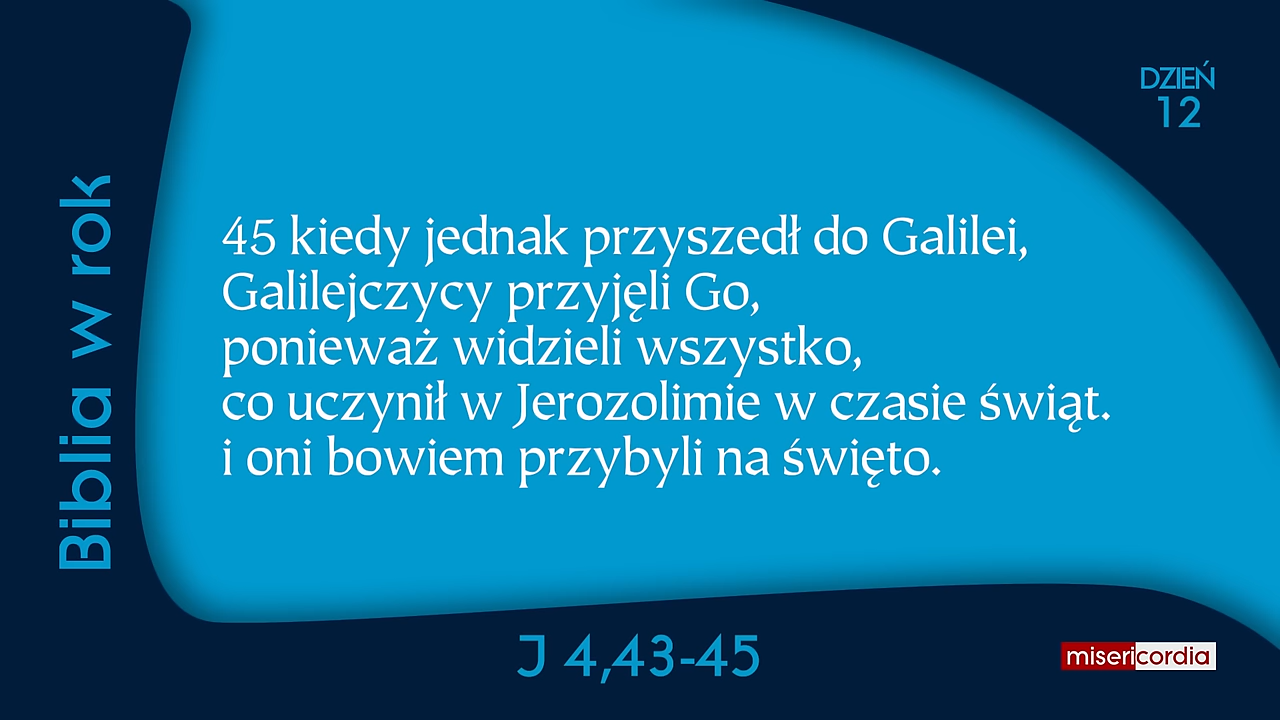 DZIEŃ
12
Biblia w rok
45 kiedy jednak przyszedł do Galilei,
Galilejczycy przyjęli Go,
ponieważ widzieli wszystko,
co uczynił w Jerozolimie w czasie świąt.
i oni bowiem przybyli na święto.
J 4,43-45
misericordia